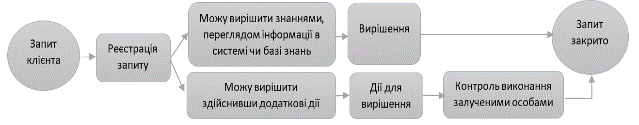 Запит
клієнта
Реєстрація
запиту
Можу вирішити знаннями,
переглядом інформації в
системі чи базі знань
Вирішення
Запит
закрито
Можу вирішити
здійснивши додаткові дії
Дії для
вирішення
Контроль виконання
залученими особами